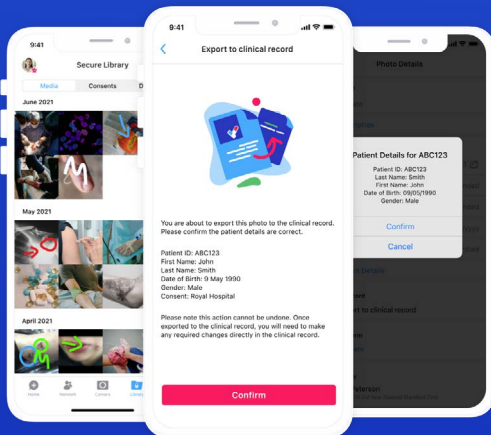 9:41
Secure Library
Media
Consents
June 2021
May 2021
April 2021
Home
Network
Camera
Library
9:41
Export to clinical record
You are about to export this photo to the clinical record.
Please confirm the patient details are correct.
Patient ID: ABC123
First Name: John
Last Name: Smith
Date of Birth: 9 May 1990
Gender: Male
Consent: Royal Hospital
Please note this action cannot be undone. Once
exported to the clinical record, you will need to make
any required changes directly in the clinical record.
Confirm
Photo Details
Patient Details for ABC123
Patient ID: ABC123
Last Name: Smith
First Name: John
Date of Birth: 09/05/1990
Gender: Male
Confirm
Cancel
Details
to clinical record
Peterson